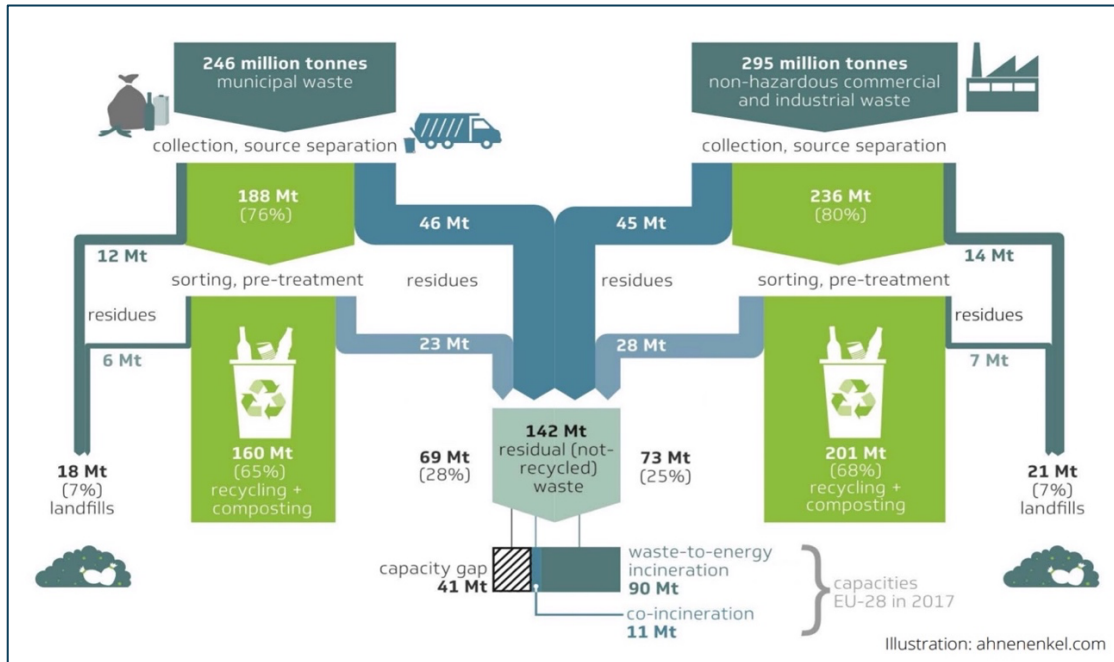 246 million tonnes
municipal waste
295 million tonnes
non-hazardous commercial
and industrial waste
collection, source separation
collection, source separation
188 Mt
(76%)
46 Mt
45 Mt
236 Mt
(80%)
12 Mt
14 Mt
sorting, pre-treatment
residues
residues
sorting, pre-treatment
residues
residues
6 Mt
23 Mt
28 Mt
7 Mt
18 Mt
(7%)
landfills
160 Mt
(65%)
recycling +
composting
69 Mt
(28%)
142 Mt
residual (not-
recycled)
waste
73 Mt
(25%)
201 Mt
(68%)
recycling +
composting
21 Mt
(7%)
landfills
capacity gap
41 Mt
waste-to-energy
incineration
90 Mt
co-incineration
11 Mt
capacities
EU-28 in 2017
Illustration: ahnenenkel.com